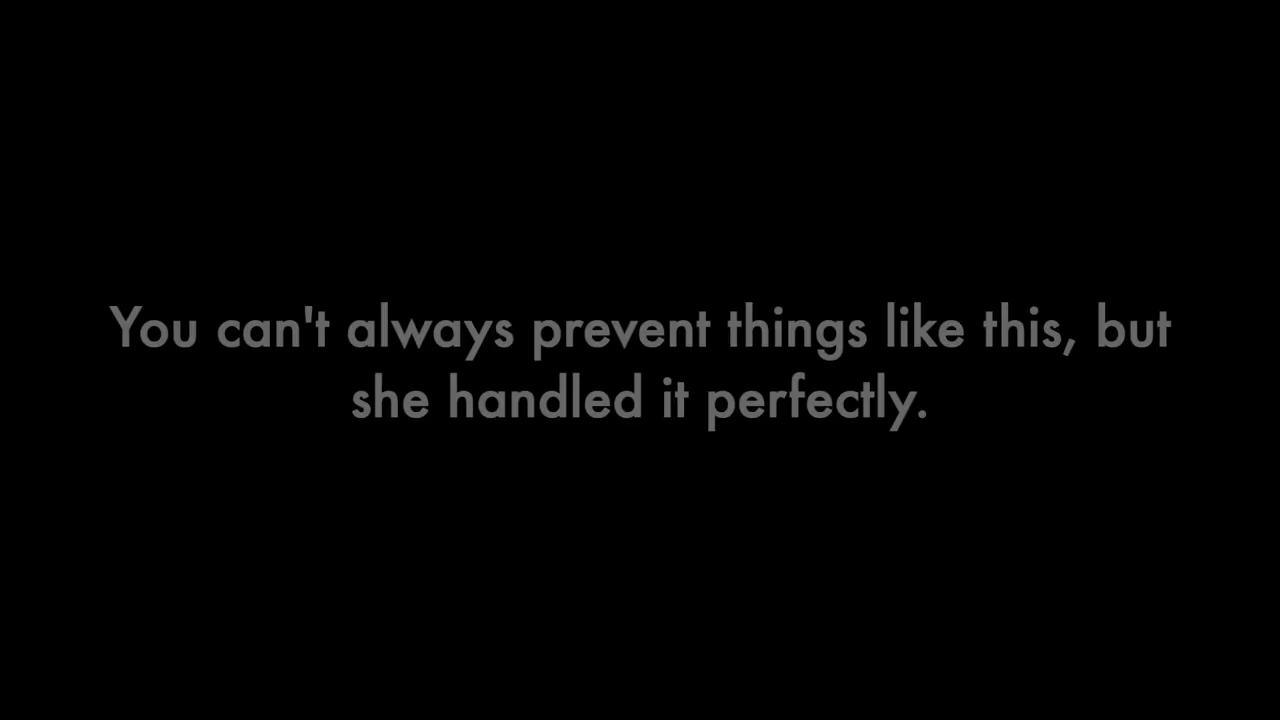 You can't always prevent things like this, but
she handled it perfectly.